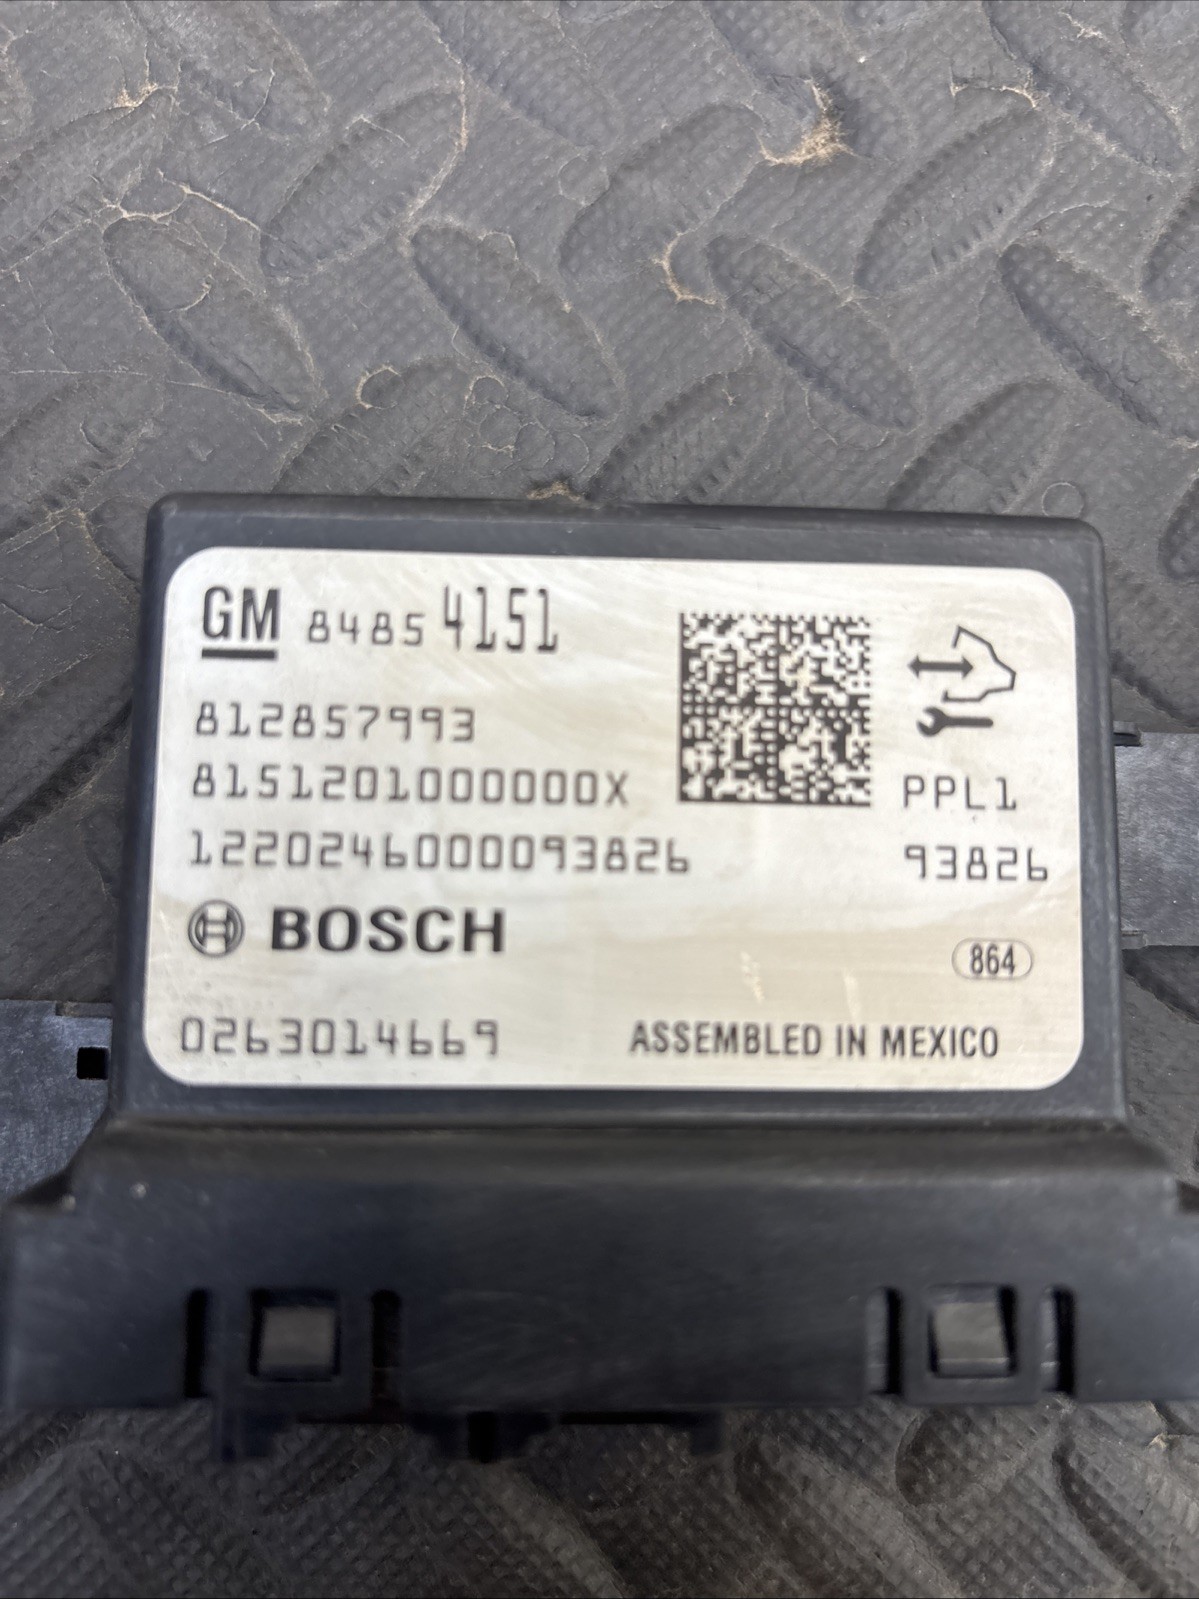 GM 84854151
812857993
8151201000000X
PPL1
1220246000093826
93826
BOSCH
864
0263014669
ASSEMBLED IN MEXICO